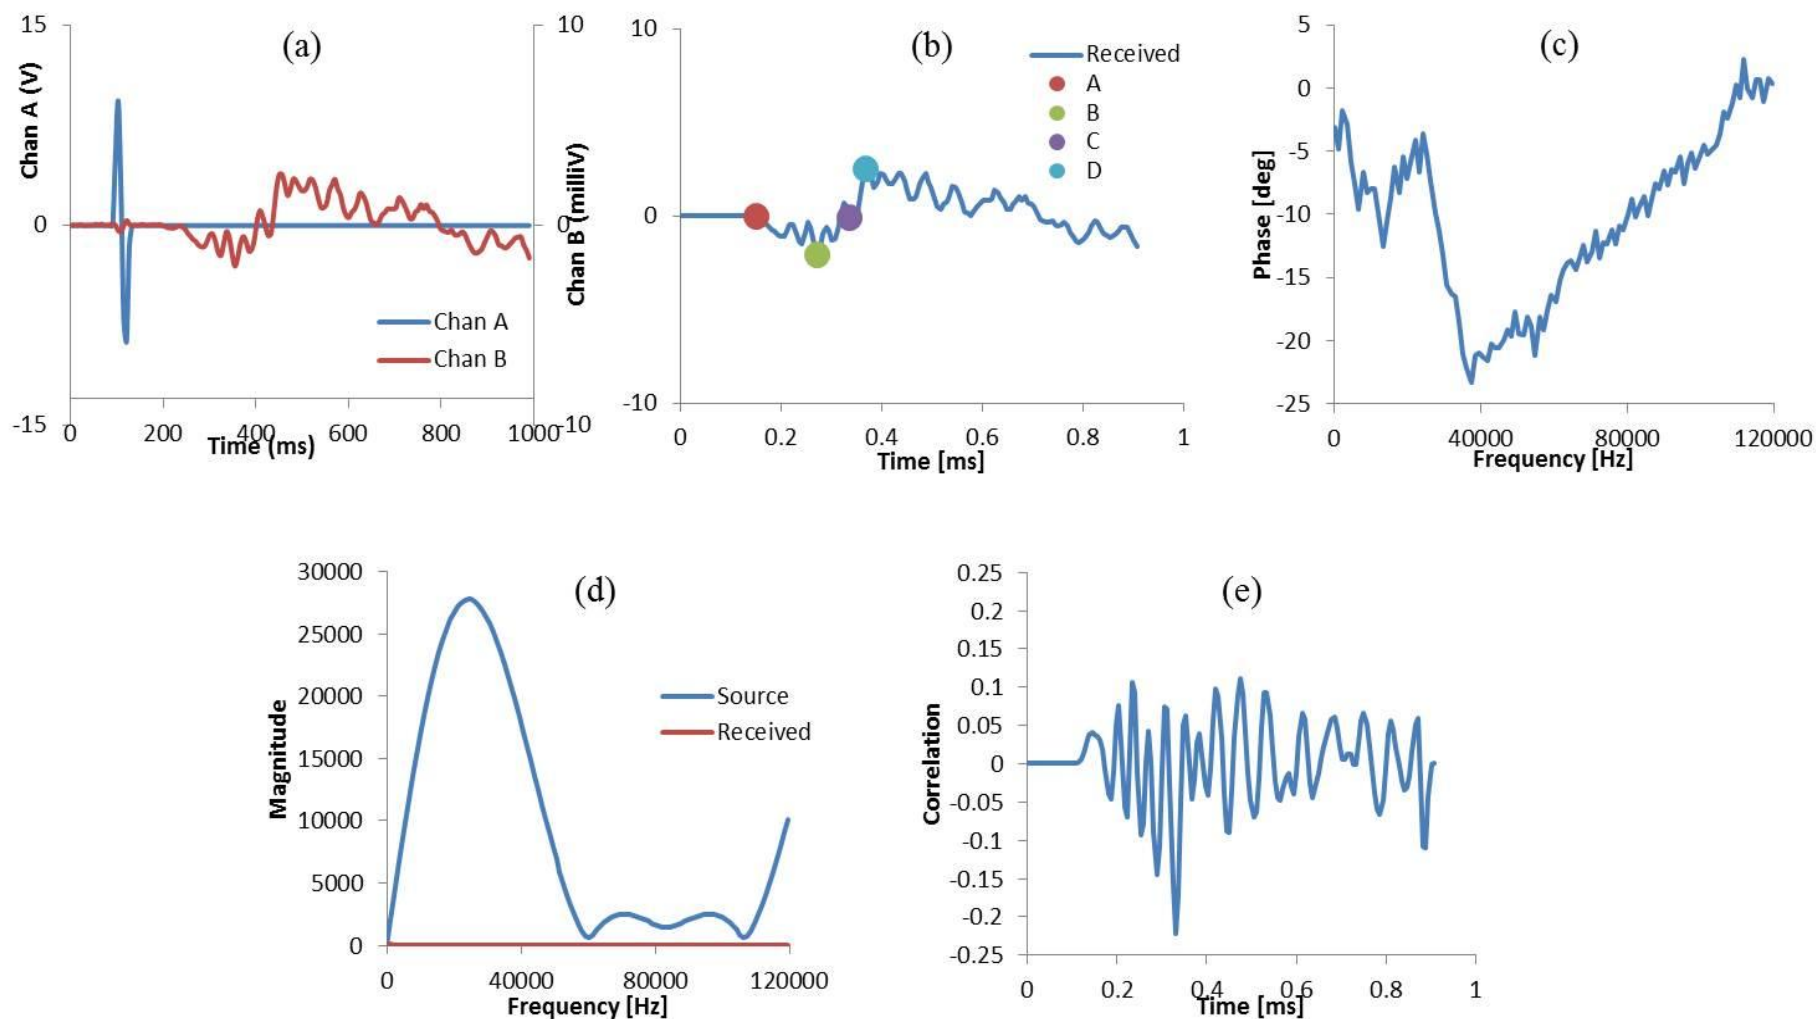 (a)
15
0
-15
Chan A (V)
10
0
-10
Chan B (milliV)
Chan A
Chan B
0 200 400 600 800 1000
Time (ms)
(b)
10
0
-10
Received
A
B
C
D
0 0.2 0.4 0.6 0.8 1
Time [ms]
(c)
5
0
-5
-10
-15
-20
-25
Phase [deg]
0 40000 80000 120000
Frequency [Hz]
(d)
30000
25000
20000
15000
10000
5000
0
Magnitude
Source
Received
0 40000 80000 120000
Frequency [Hz]
(e)
0.25
0.2
0.15
0.1
0.05
0
-0.05
-0.1
-0.15
-0.2
-0.25
Correlation
0 0.2 0.4 0.6 0.8 1
Time [ms]